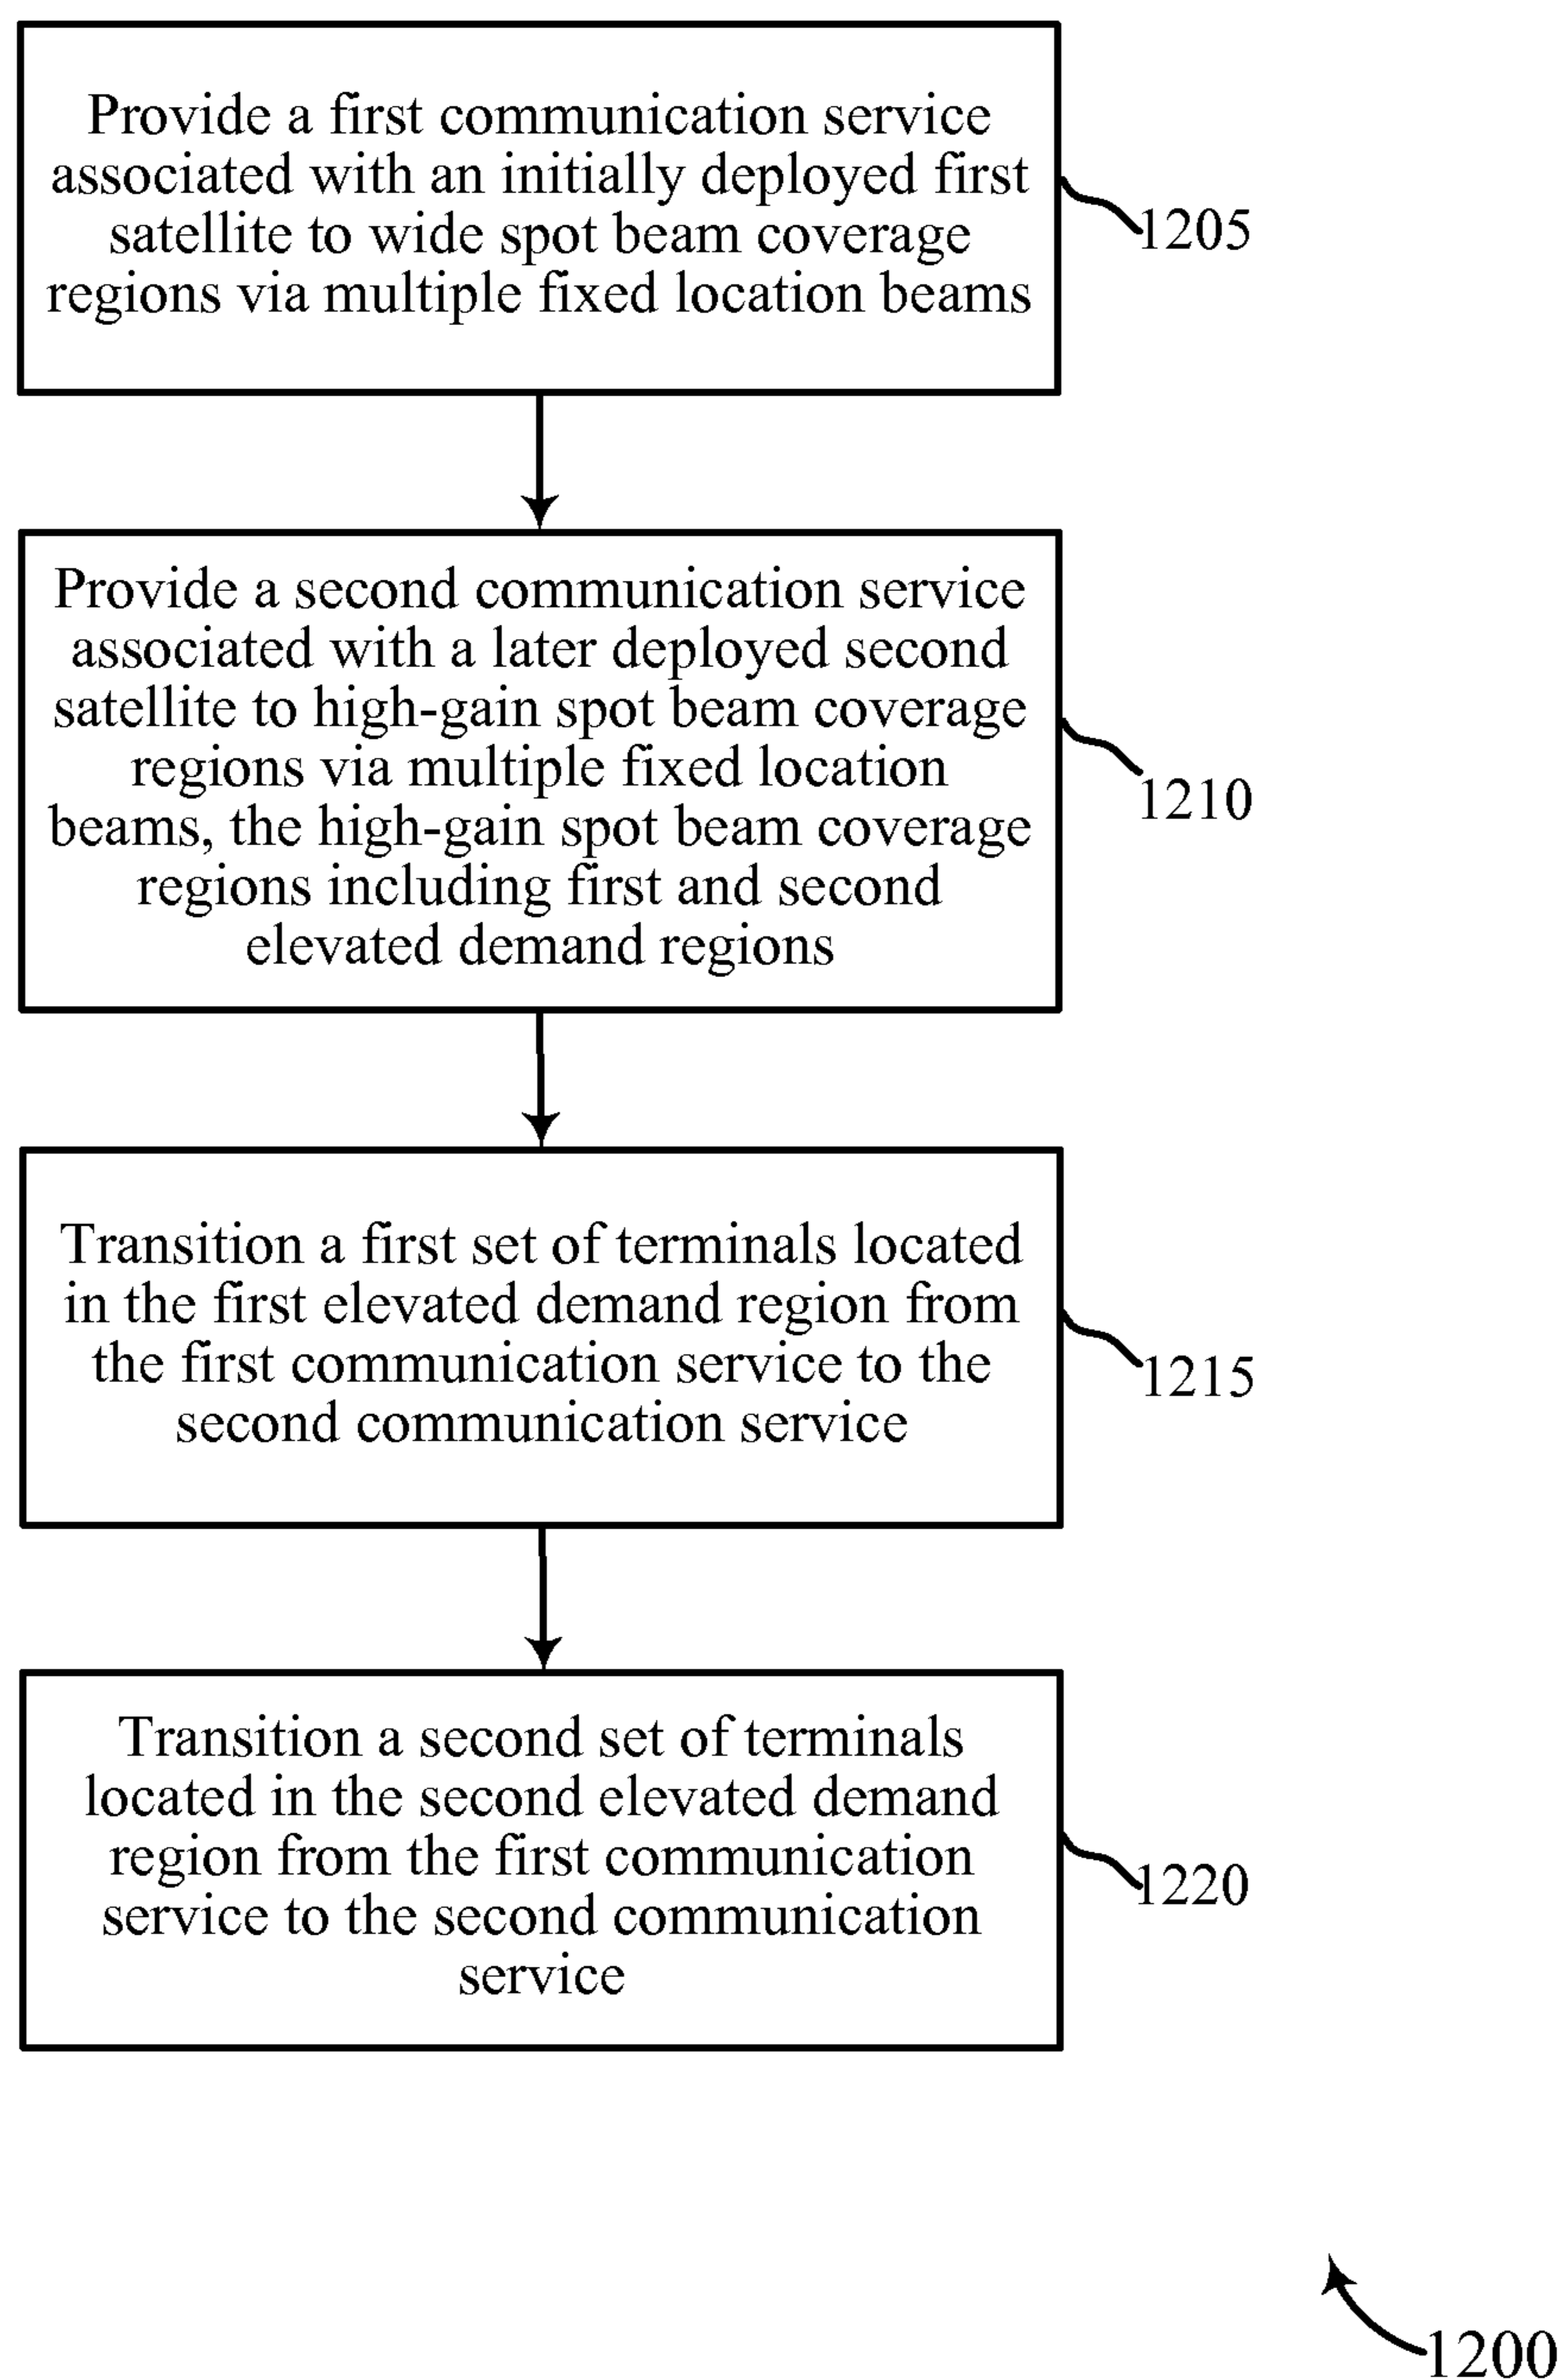 Provide a first communication service
associated with an initially deployed first
satellite to wide spot beam coverage
regions via multiple fixed location beams
1205
Provide a second communication service
associated with a later deployed second
satellite to high-gain spot beam coverage
regions via multiple fixed location
beams, the high-gain spot beam coverage
regions including first and second
elevated demand regions
1210
Transition a first set of terminals located
in the first elevated demand region from
the first communication service to the
second communication service
1215
Transition a second set of terminals
located in the second elevated demand
region from the first communication
service to the second communication
service
1220
1200